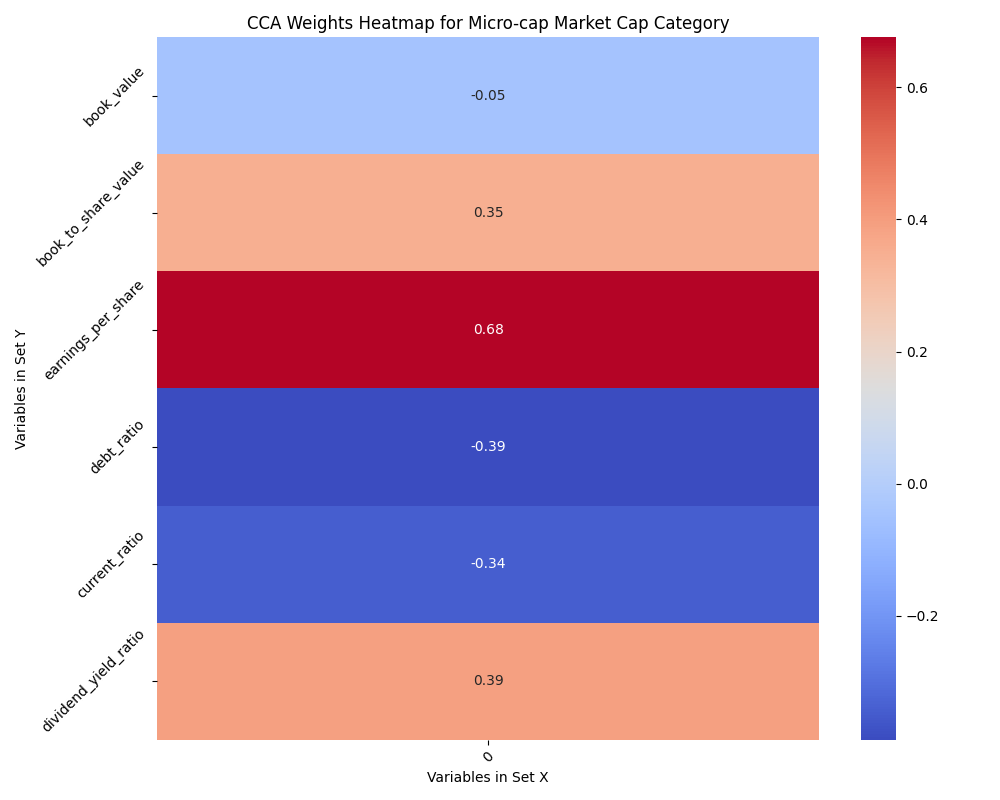 CCA Weights Heatmap for Micro-cap Market Cap Category
Variables in Set Y
book_value
-0.05
book_to_share_value
0.35
earnings_per_share
0.68
debt_ratio
-0.39
current_ratio
-0.34
dividend_yield_ratio
0.39
0
Variables in Set X
0.6
0.4
0.2
0.0
−0.2